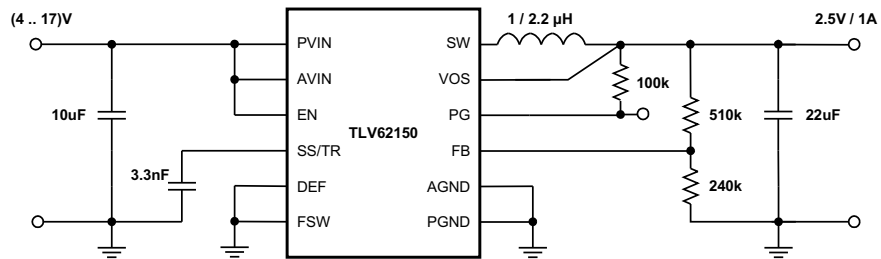 (4 .. 17)V
1 / 2.2 µH
2.5V / 1A
PVIN
SW
AVIN
VOS
100k
10uF
EN
PG
510k
22uF
TLV62150
SS/TR
FB
3.3nF
DEF
AGND
240k
FSW
PGND